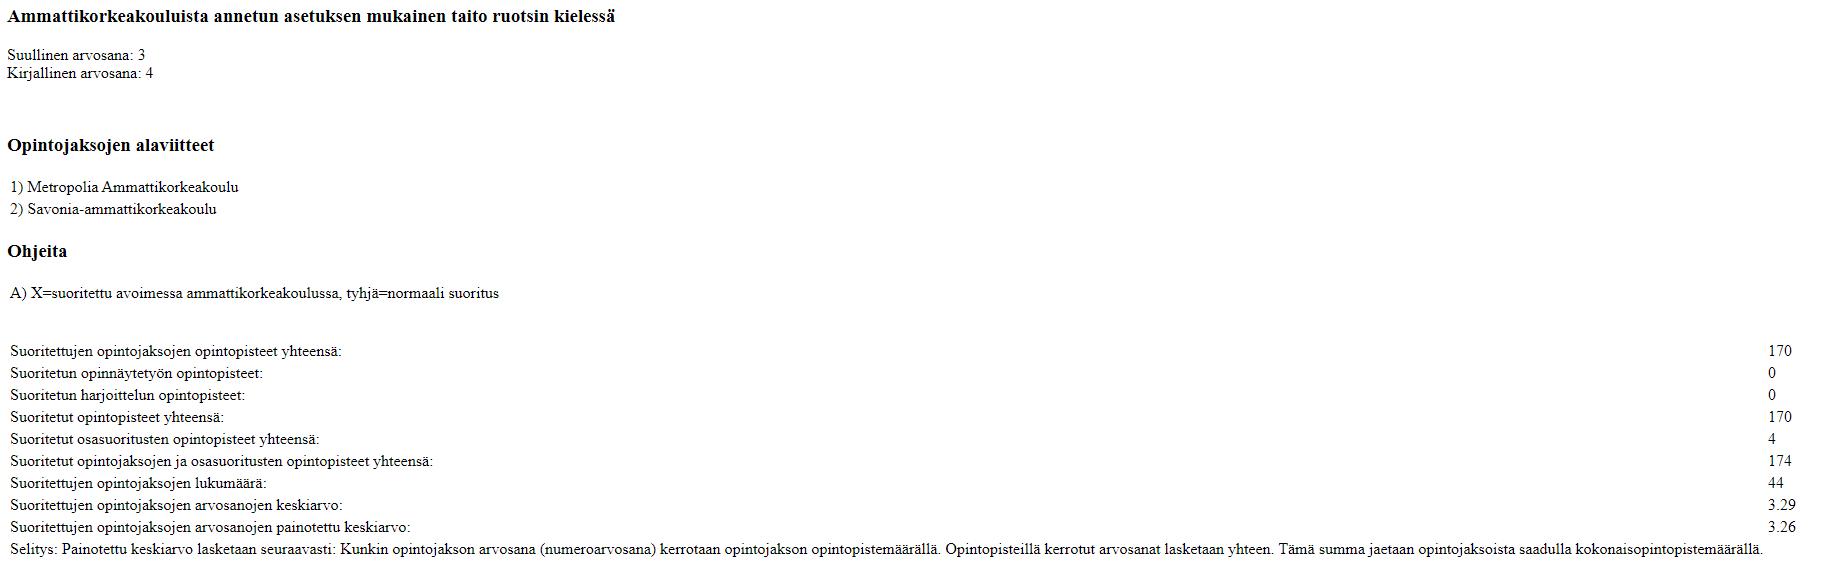 Ammattikorkeakouluista annetun asetuksen mukainen taito ruotsin kielessä
Suullinen arvosana: 3
Kirjallinen arvosana: 4
Opintojaksojen alaviitteet
1) Metropolia Ammattikorkeakoulu
2) Savonia-ammattikorkeakoulu
Ohjeita
A) X=suoritettu avoimessa ammattikorkeakoulussa, tyhjä=normaali suoritus
Suoritettujen opintojaksojen opintopisteet yhteensä: 170
Suoritetun opinnäytetyön opintopisteet: 0
Suoritetun harjoittelun opintopisteet: 0
Suoritetut opintopisteet yhteensä: 170
Suoritetut osasuoritusten opintopisteet yhteensä: 4
Suoritetut opintojaksojen ja osasuoritusten opintopisteet yhteensä: 174
Suoritettujen opintojaksojen lukumäärä: 44
Suoritettujen opintojaksojen arvosanojen keskiarvo: 3.29
Suoritettujen opintojaksojen arvosanojen painotettu keskiarvo: 3.26
Selitys: Painotettu keskiarvo lasketaan seuraavasti: Kunkin opintojakson arvosana (numeroarvosana) kerrotaan opintojakson opintopistemäärällä. Opintopisteillä kerrotut arvosanat lasketaan yhteen. Tämä summa jaetaan opintojaksoista saadulla kokonaisopintopistemäärällä.